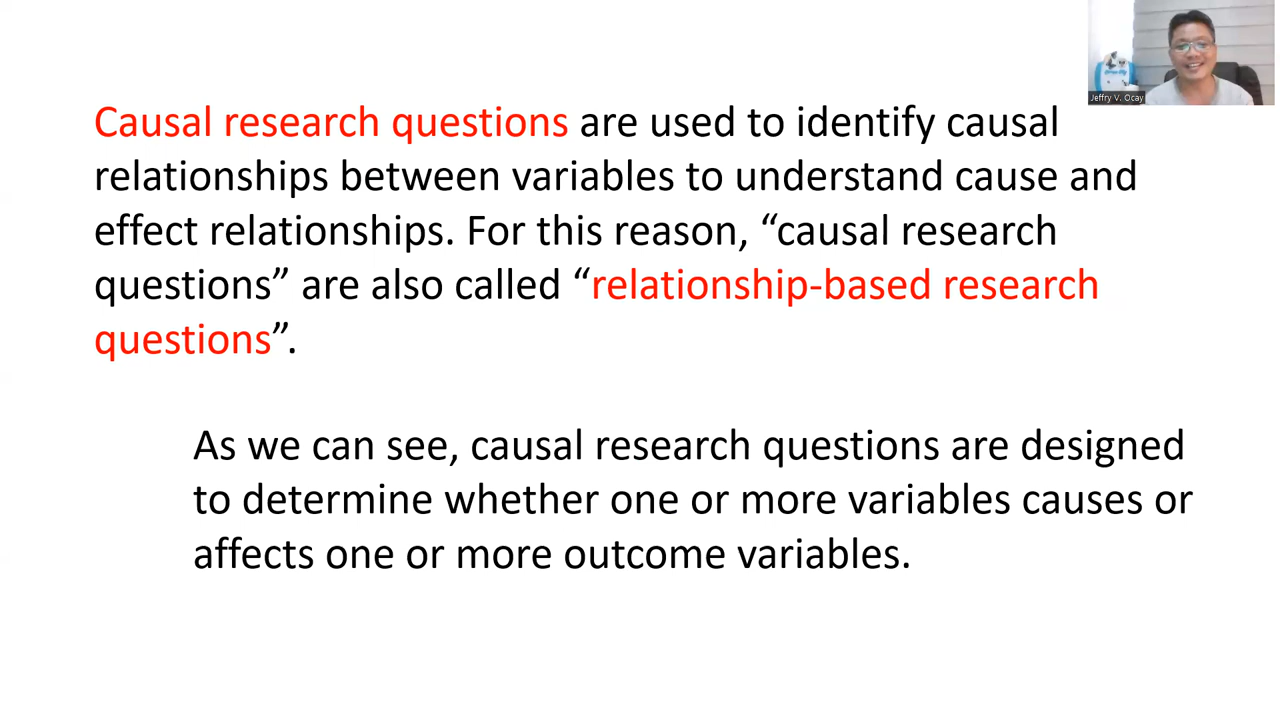 Causal research questions are used to identify causal
relationships between variables to understand cause and
effect relationships. For this reason, “causal research
questions” are also called “relationship-based research
questions”.
As we can see, causal research questions are designed
to determine whether one or more variables causes or
affects one or more outcome variables.
Jeffry V. Ocay